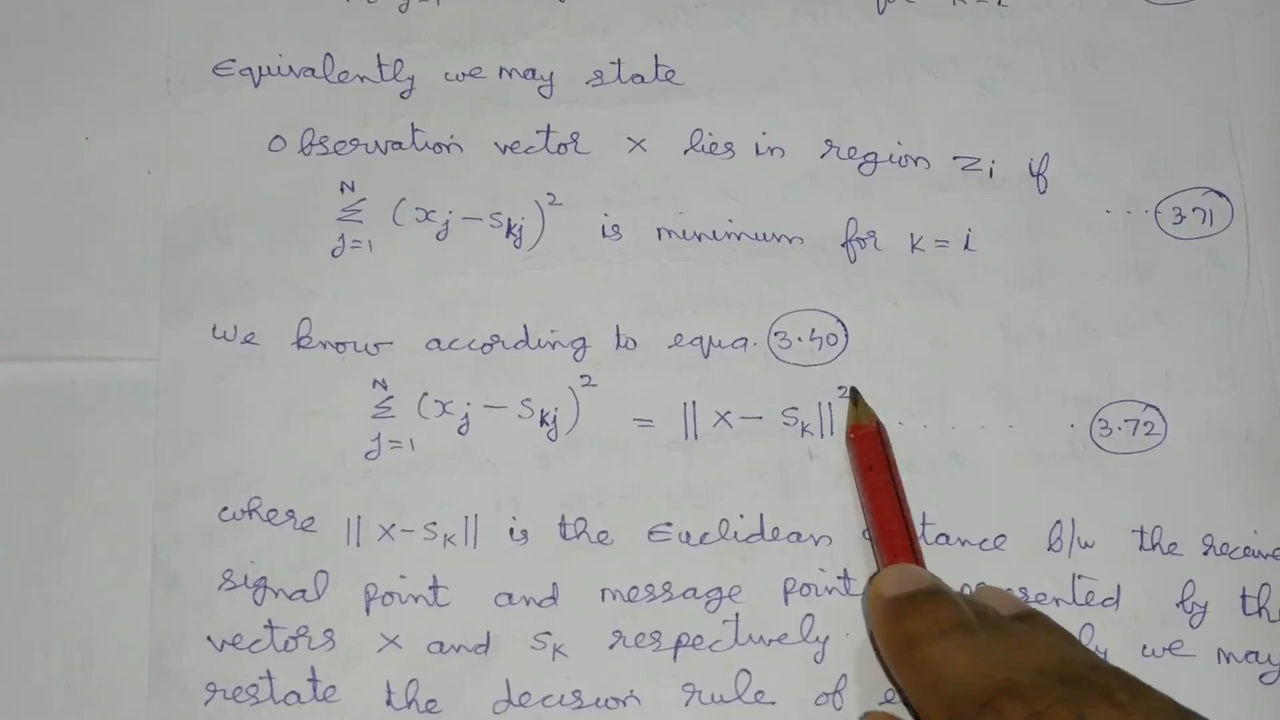 Equivalently we may state
Observation vector x lies in region Zi if
N
Σ (xj - skj)² is minimum for k = i ... 3.71
j=1
We know according to equa. 3.40
N
Σ (xj - skj)² = ||x - sk||² ....... 3.72
j=1
where ||x-sk|| is the Euclidean b/w the
signal point and message point by
vectors x and sk respectively. we may
restate the decision rule of